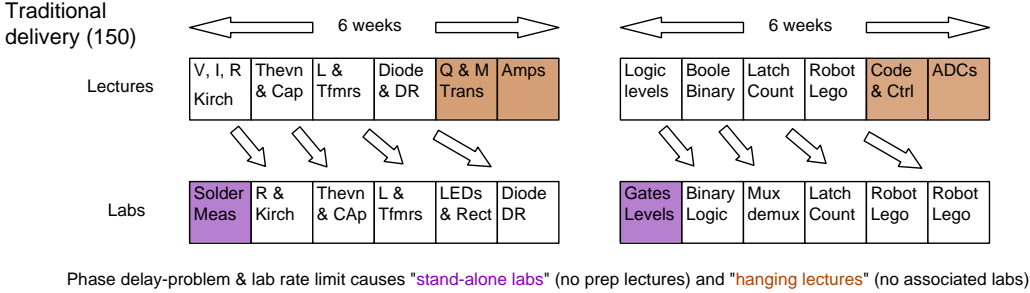 Traditional
delivery (150)
6 weeks
6 weeks
Lectures
V, I, R
Kirch
Thevn
& Cap
L &
Tfmrs
Diode
& DR
Q & M
Trans
Amps
Logic
levels
Boole
Binary
Latch
Count
Robot
Lego
Code
& Ctrl
ADCs
Labs
Solder
Meas
R &
Kirch
Thevn
& CAp
L &
Tfmrs
LEDs
& Rect
Diode
DR
Gates
Levels
Binary
Logic
Mux
demux
Latch
Count
Robot
Lego
Robot
Lego
Phase delay-problem & lab rate limit causes "stand-alone labs" (no prep lectures) and "hanging lectures" (no associated labs)